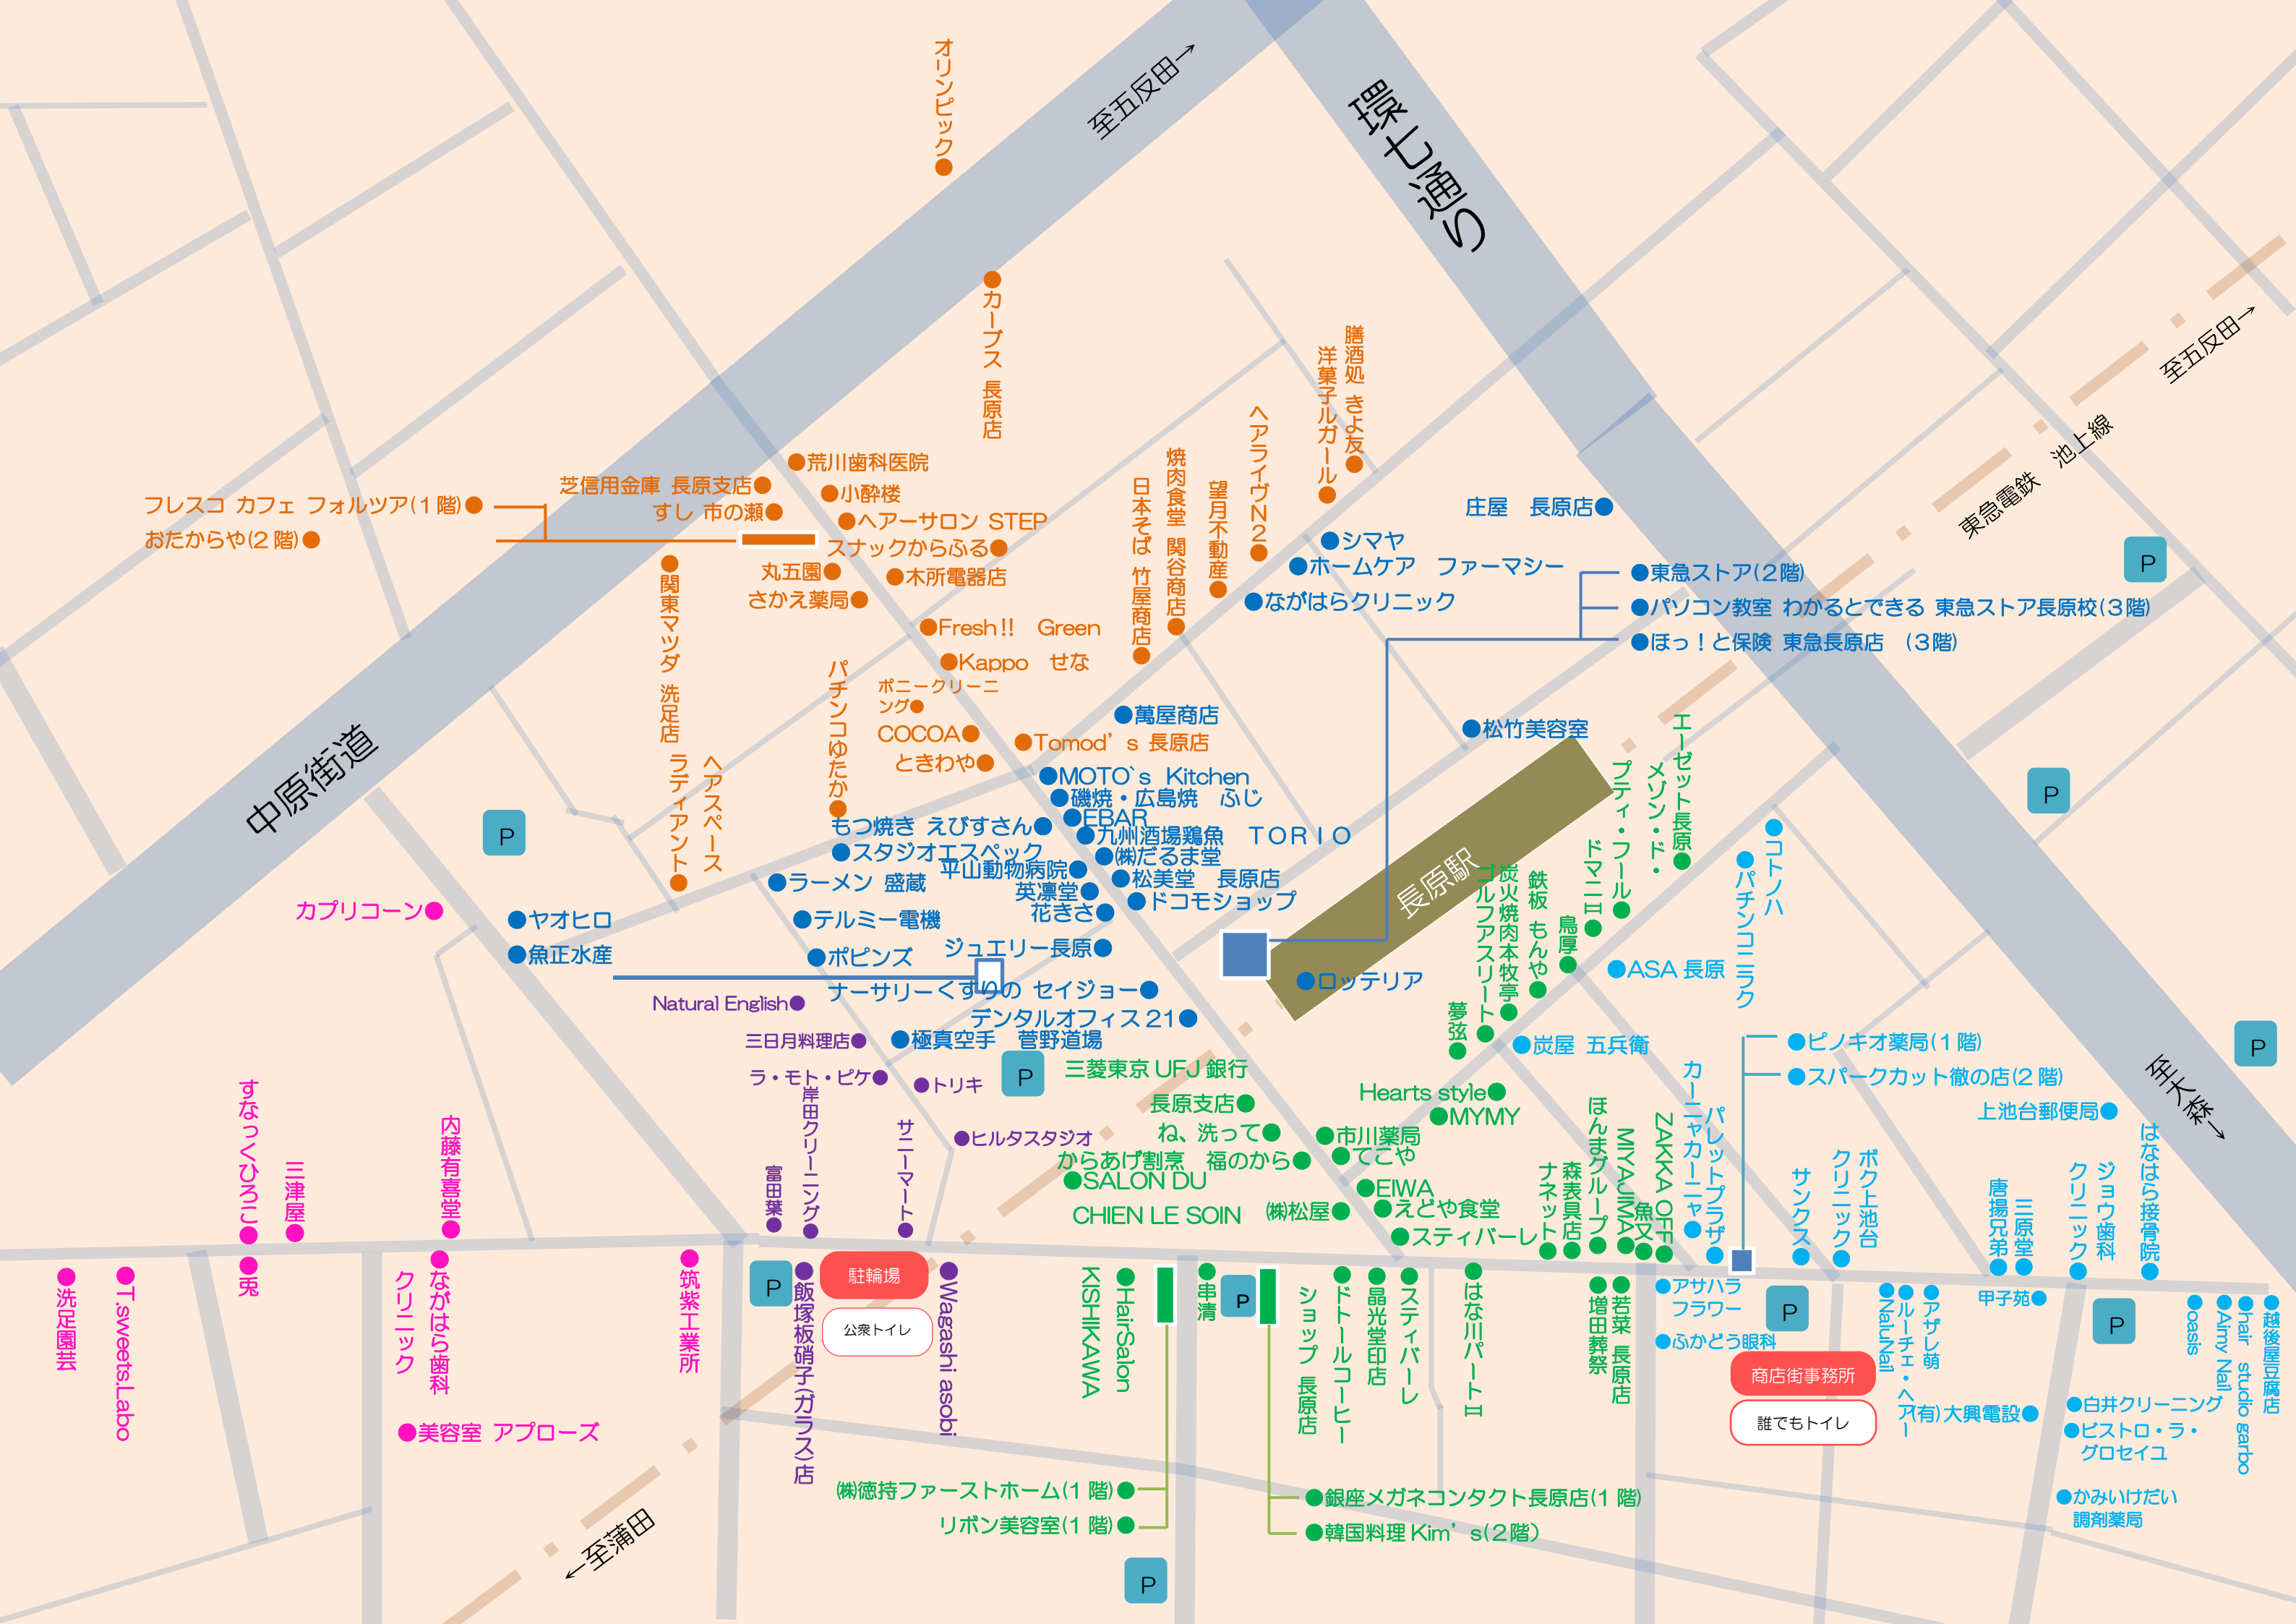 オリンピック
至五反田→
環七通り
カーブス 長原店
膳酒処 きよ友
洋菓子ルガール
ヘアライヴN2
焼肉食堂 関谷商店
望月不動産
日本そば 竹屋商店
荒川歯科医院
芝信用金庫 長原支店
小酔楼
すし 市の瀬
ヘアーサロン STEP
フレスコ カフェ フォルツア(1階)
おたからや(2階)
スナックからふる
丸五園
木所電器店
さかえ薬局
関東マツダ 洗足店
Fresh!! Green
Kappo せな
パチンコゆたか
ポニークリーニ
ング
COCOA
ときわや
Tomod's 長原店
ヘアスペース
ラディアント
中原街道
至五反田→
東急電鉄 池上線
庄屋 長原店
シマヤ
ホームケア ファーマシー
ながはらクリニック
東急ストア(2階)
パソコン教室 わかるとできる 東急ストア長原校(3階)
ほっ!と保険 東急長原店 (3階)
松竹美容室
萬屋商店
MOTO`s Kitchen
磯焼・広島焼 ふじ
EBAR
九州酒場鶏魚 TORIO
㈱だるま堂
松美堂 長原店
ドコモショップ
もつ焼き えびすさん
スタジオエスペック
平山動物病院
ラーメン 盛蔵
英凛堂
花きさ
テルミー電機
ジュエリー長原
ポピンズ
ナーサリー
くすりの セイジョー
デンタルオフィス21
極真空手 菅野道場
ヤオヒロ
魚正水産
長原駅
ロッテリア
エーゼット長原
メゾン・ド・
プティ・フール
ドマニII
鳥厚
鉄板 もんや
炭火焼肉本牧亭
ゴルフアスリート
夢弦
コトノハ
パチンコニラク
ASA 長原
炭屋 五兵衛
カプリコーン
Natural English
三日月料理店
ラ・モト・ピケ
トリキ
岸田クリーニング
サニーマート
ヒルタスタジオ
富田葉
三菱東京UFJ銀行
長原支店
ね、洗って
からあげ割烹 福のから
SALON DU
CHIEN LE SOIN
㈱松屋
Hearts style
MYMY
市川薬局
てこや
EIWA
えどや食堂
スティバーレ
ナネット
森表具店
ほんまグループ
MIYAJIMA
魚又
ZAKKA OFF
カーニャカーニャ
パレットプラザ
ピノキオ薬局(1階)
スパークカット徹の店(2階)
上池台郵便局
至大森→
サンクス
ボク上池台
クリニック
唐揚兄弟
三原堂
ジョウ歯科
クリニック
はなはら接骨院
すなっくひろこ
三津屋
内藤有喜堂
兎
洗足園芸
T.sweets.Labo
ながはら歯科
クリニック
筑紫工業所
美容室 アプローズ
飯塚板硝子(ガラス)店
駐輪場
公衆トイレ
Wagashi asobi
HairSalon
KISHIKAWA
串清
ドトールコーヒー
ショップ 長原店
晶光堂印店
スティバーレ
はな川パートII
増田葬祭
若菜 長原店
アサハラ
フラワー
ふかどう眼科
商店街事務所
誰でもトイレ
NaluNail
ルーチェ・ヘアー
アザレ萌
甲子苑
(有)大興電設
oasis
Aimy Nail
hair studio garbo
越後屋豆腐店
白井クリーニング
ビストロ・ラ・
グロセイユ
かみいけだい
調剤薬局
㈱徳持ファーストホーム(1階)
リボン美容室(1階)
銀座メガネコンタクト長原店(1階)
韓国料理Kim's(2階)
←至蒲田
P
P
P
P
P
P
P
P
P
P